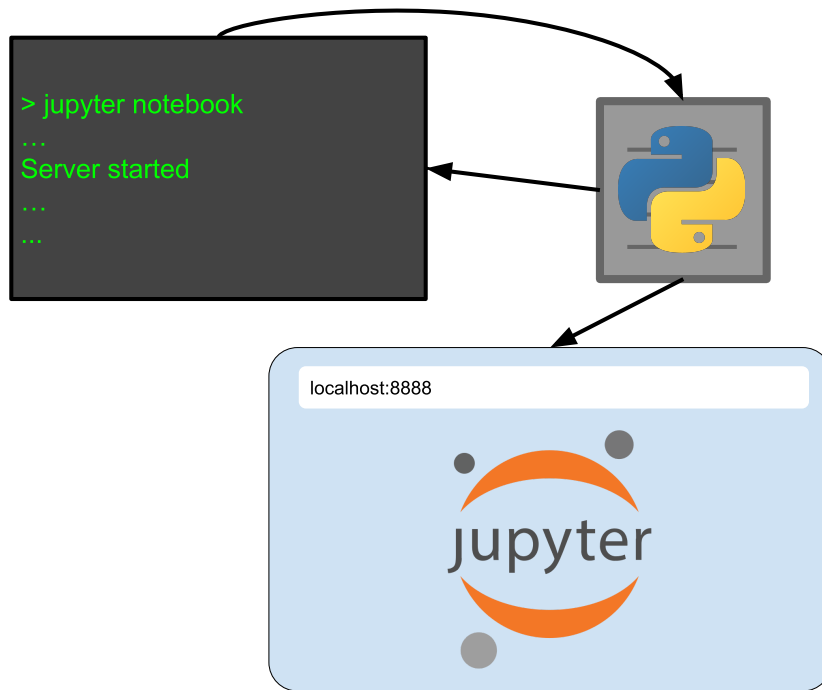 > jupyter notebook
…
Server started
…
...
localhost:8888
jupyter